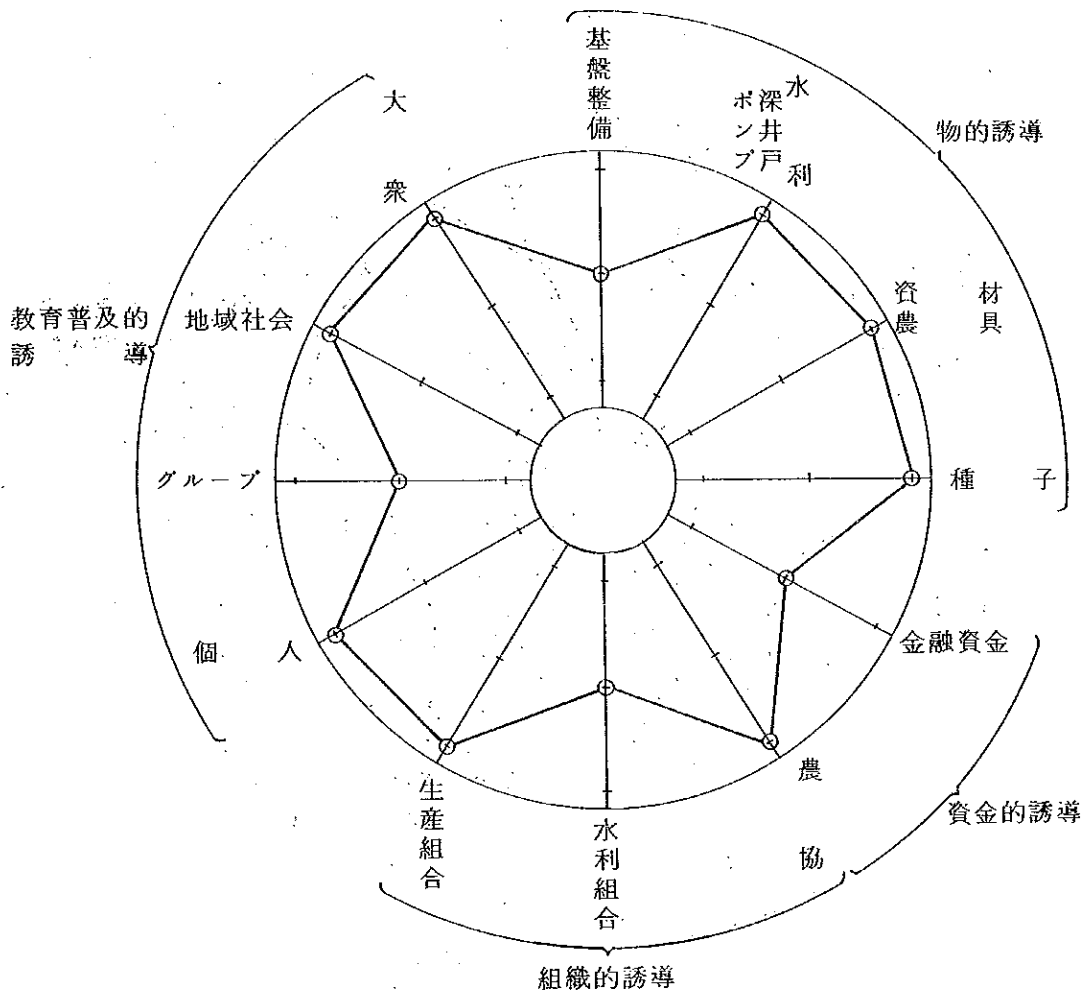 基盤整備
水利
深井戸
ポンプ
物的誘導
資材
農具
種子
金融資金
資金的誘導
農協
水利組合
組織的誘導
生産組合
個人
グループ
地域社会
大衆
教育普及的
誘導